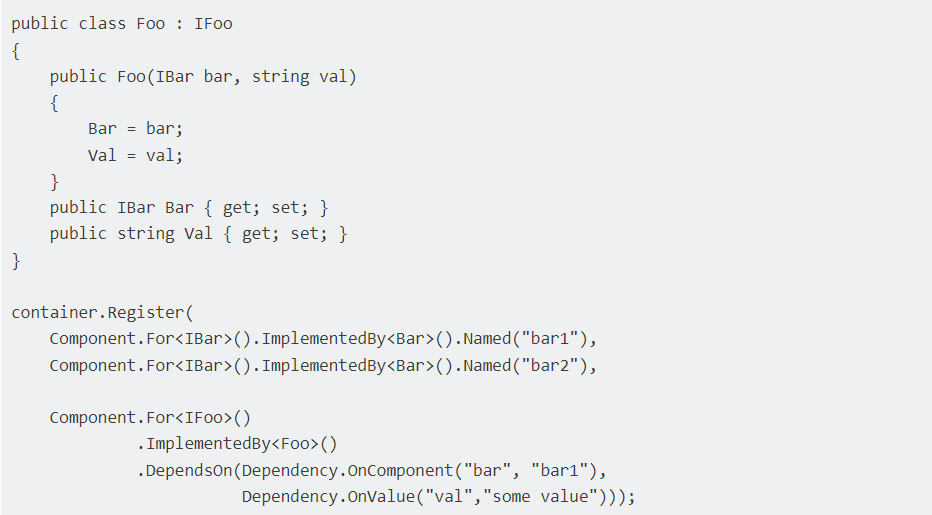 public class Foo : IFoo
{
    public Foo(IBar bar, string val)
    {
        Bar = bar;
        Val = val;
    }
    public IBar Bar { get; set; }
    public string Val { get; set; }
}

container.Register(
    Component.For<IBar>().ImplementedBy<Bar>().Named("bar1"),
    Component.For<IBar>().ImplementedBy<Bar>().Named("bar2"),

    Component.For<IFoo>()
             .ImplementedBy<Foo>()
             .DependsOn(Dependency.OnComponent("bar", "bar1"),
                        Dependency.OnValue("val","some value")));